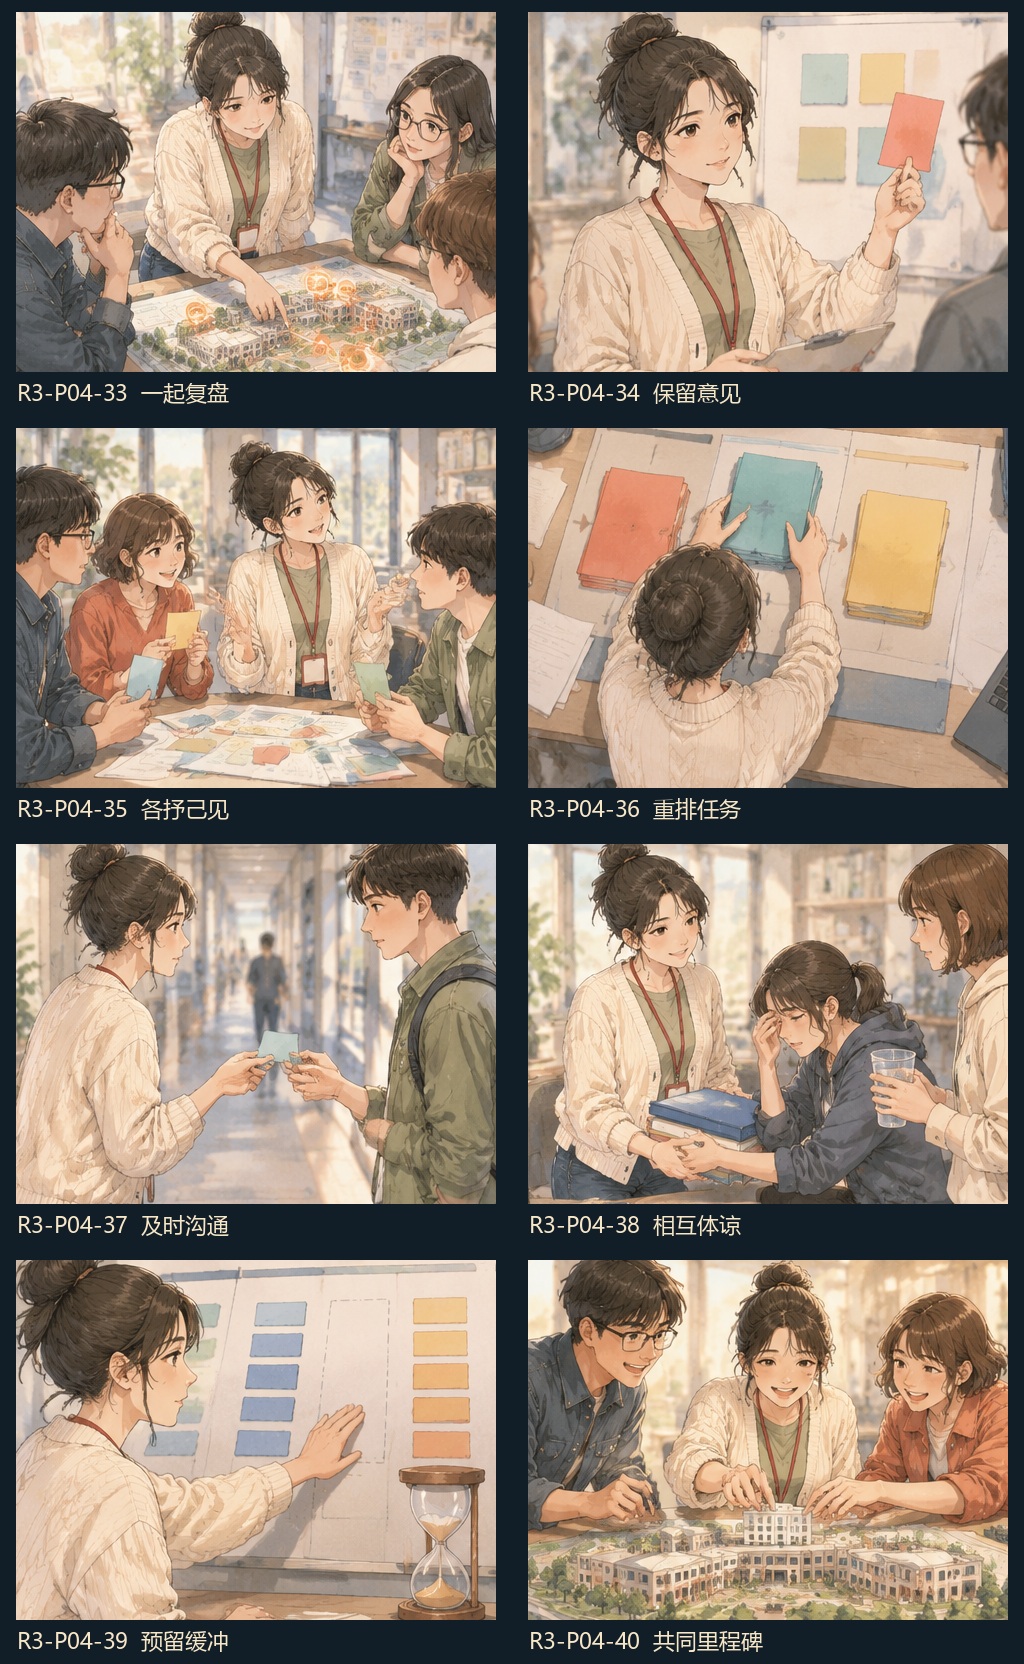 R3-P04-33 一起复盘
R3-P04-34 保留意见
R3-P04-35 各抒己见
R3-P04-36 重排任务
R3-P04-37 及时沟通
R3-P04-38 相互体谅
R3-P04-39 预留缓冲
R3-P04-40 共同里程碑